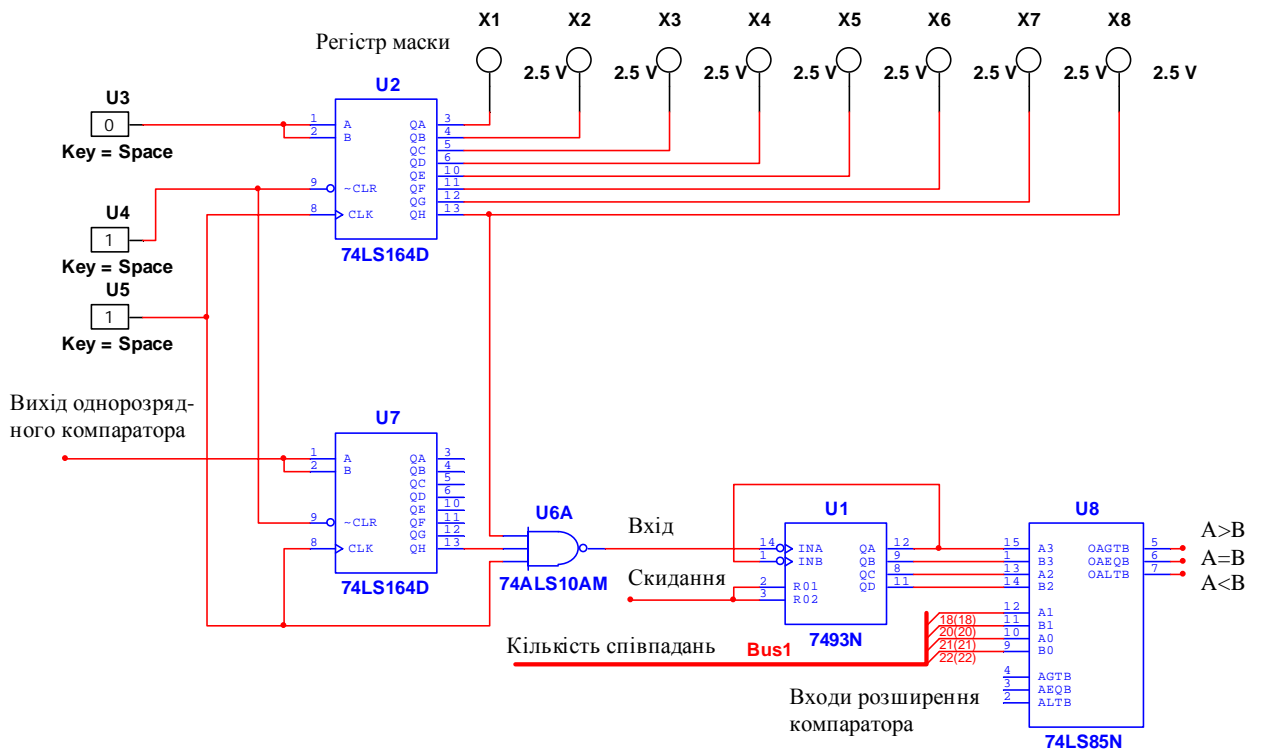 X1 X2 X3 X4 X5 X6 X7 X8
Регістр маски
2.5 V 2.5 V 2.5 V 2.5 V 2.5 V 2.5 V 2.5 V 2.5 V
U3
0
Key = Space
U2
1 A QA 3
2 B QB 4
QC 5
QD 6
QE 10
9 ~CLR QF 11
QG 12
8 CLK QH 13
74LS164D
U4
1
Key = Space
U5
1
Key = Space
Вихід однорозряд-
ного компаратора
U7
1 A QA 3
2 B QB 4
QC 5
QD 6
QE 10
9 ~CLR QF 11
QG 12
8 CLK QH 13
74LS164D
U6A
74ALS10AM
Вхід
Скидання
U1
14 INA QA 12
1 INB QB 9
QC 8
2 R01 QD 11
3 R02
7493N
Кількість співпадань
Bus1
18(18)
20(20)
21(21)
22(22)
U8
15 A3 OAGTB 5
1 B3 OAEQB 6
13 A2 OALTB 7
14 B2
12 A1
11 B1
10 A0
9 B0
4 AGTB
3 AEQB
2 ALTB
74LS85N
A>B
A=B
A<B
Входи розширення
компаратора